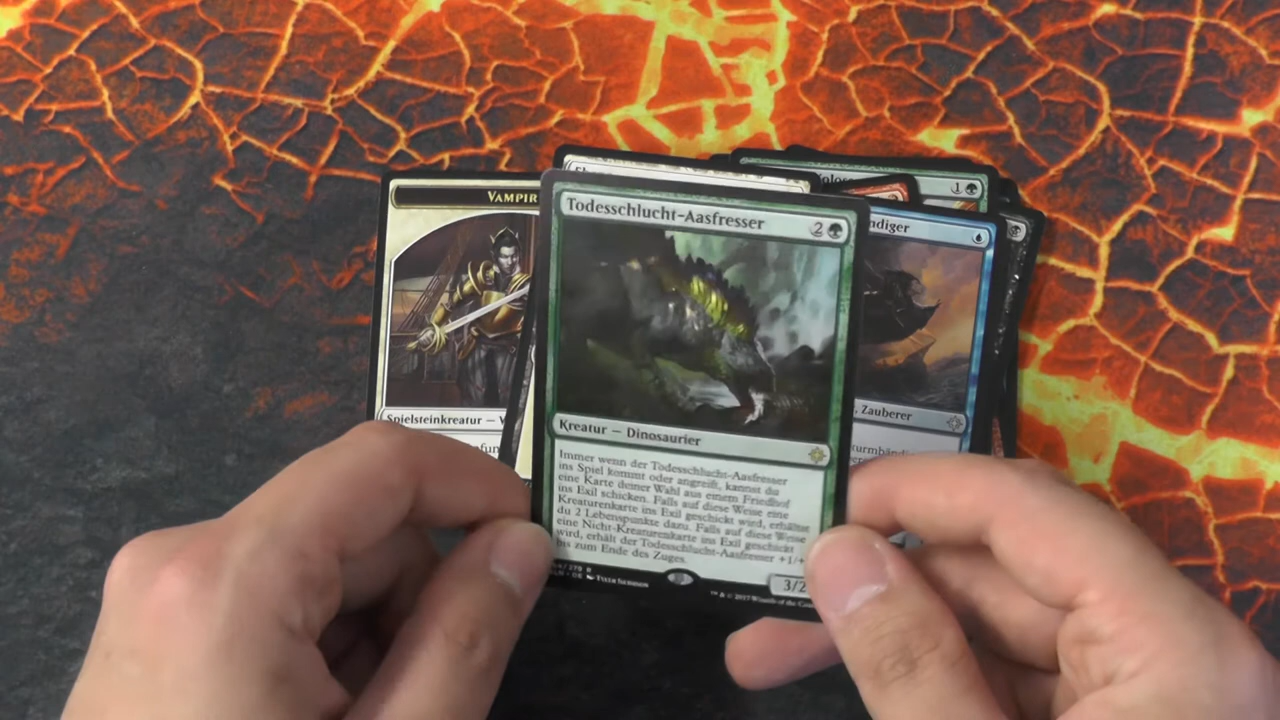 VAMPIR
Todesschlucht-Aasfresser
2
1
ndiger
Spielsteinkreatur —
Kreatur — Dinosaurier
, Zauberer
Immer wenn der Todesschlucht-Aasfresser
ins Spiel kommt oder angreift, kannst du
eine Karte deiner Wahl aus einem Friedhof
ins Exil schicken. Falls auf diese Weise eine
Kreaturenkarte ins Exil geschickt wird, erhältst
du 2 Lebenspunkte dazu. Falls auf diese Weise
eine Nicht-Kreaturenkarte ins Exil geschickt
wird, erhält der Todesschlucht-Aasfresser +1/+
bis zum Ende des Zuges.
/279 R
DE
3/2
™ & © 2017 Wizards of the